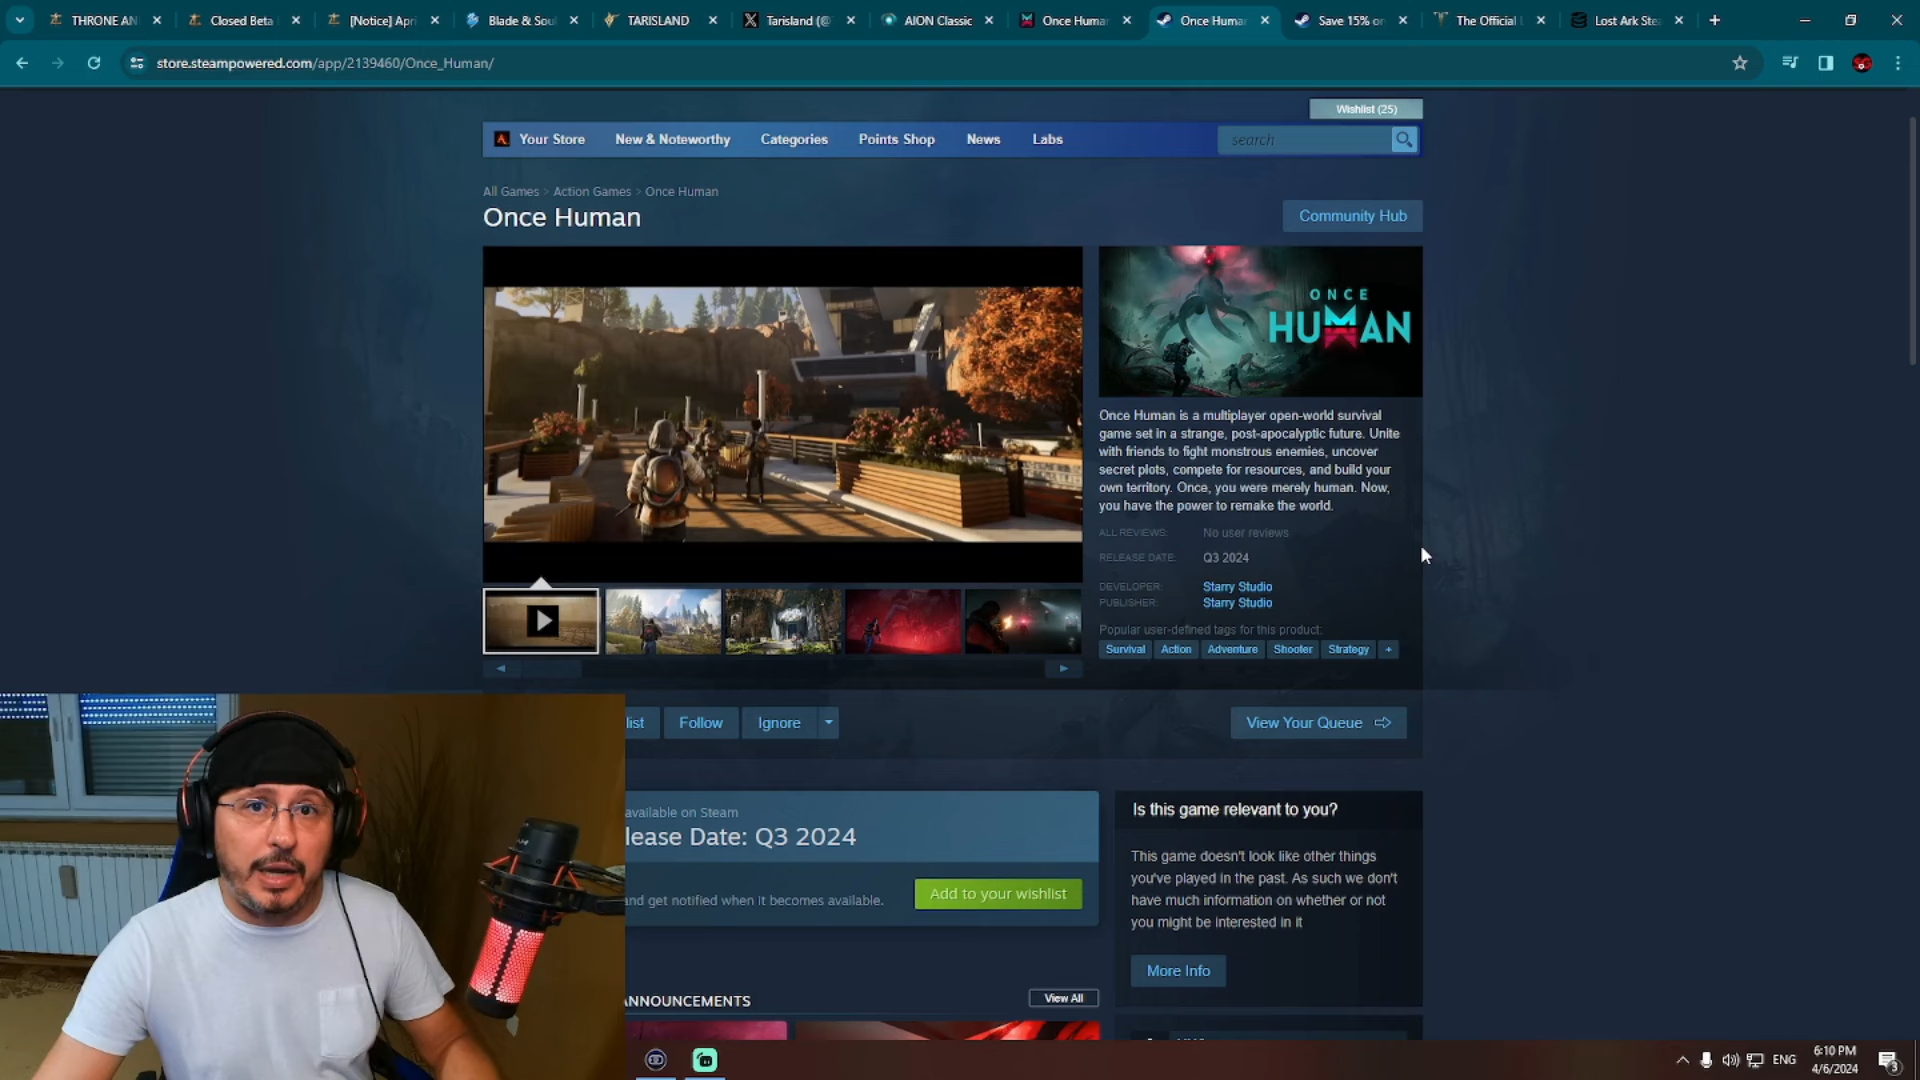 THRONE AN
Closed Beta
[Notice] Apri
Blade & Soul
TARISLAND
Tarisland (@
AION Classic
Once Human
Once Human
Save 15% on
The Official
Lost Ark Stea
store.steampowered.com/app/2139460/Once_Human/
Wishlist (25)
Your Store
New & Noteworthy
Categories
Points Shop
News
Labs
search
All Games > Action Games > Once Human
Once Human
Community Hub
ONCE
HUMAN
Once Human is a multiplayer open-world survival
game set in a strange, post-apocalyptic future. Unite
with friends to fight monstrous enemies, uncover
secret plots, compete for resources, and build your
own territory. Once, you were merely human. Now,
you have the power to remake the world.
ALL REVIEWS: No user reviews
RELEASE DATE: Q3 2024
DEVELOPER: Starry Studio
PUBLISHER: Starry Studio
Popular user-defined tags for this product:
Survival Action Adventure Shooter Strategy +
list
Follow
Ignore
View Your Queue
available on Steam
lease Date: Q3 2024
and get notified when it becomes available.
Add to your wishlist
Is this game relevant to you?
This game doesn't look like other things
you've played in the past. As such we don't
have much information on whether or not
you might be interested in it
More Info
ANNOUNCEMENTS
View All
ENG
6:10 PM
4/6/2024
3